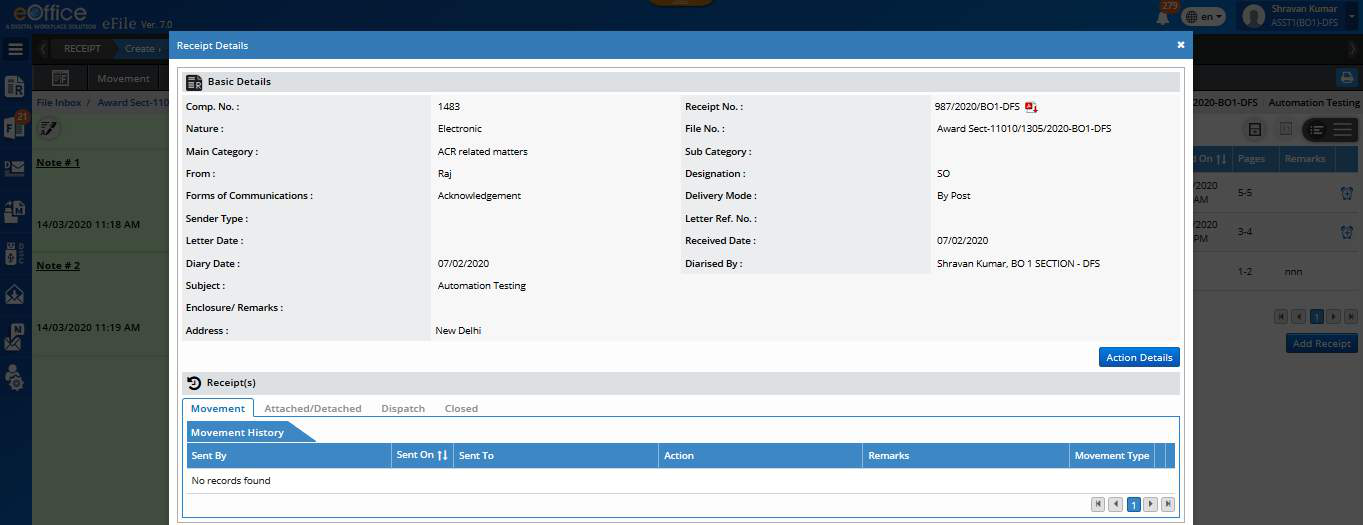 eOffice
A DIGITAL WORKPLACE SOLUTION
eFile Ver. 7.0
279
en
Shravan Kumar
ASST1(BO1)-DFS
RECEIPT
Create
Movement
File Inbox / Award Sect-110
2020-BO1-DFS | Automation Testing
21
Note # 1
14/03/2020 11:18 AM
Note # 2
14/03/2020 11:19 AM
Receipt Details
Basic Details
Comp. No. : 1483 Receipt No. : 987/2020/BO1-DFS
Nature : Electronic File No. : Award Sect-11010/1305/2020-BO1-DFS
Main Category : ACR related matters Sub Category :
From : Raj Designation : SO
Forms of Communications : Acknowledgement Delivery Mode : By Post
Sender Type : Letter Ref. No. :
Letter Date : Received Date : 07/02/2020
Diary Date : 07/02/2020 Diarised By : Shravan Kumar, BO 1 SECTION - DFS
Subject : Automation Testing
Enclosure/ Remarks :
Address : New Delhi
Action Details
Receipt(s)
Movement Attached/Detached Dispatch Closed
Movement History
Sent By Sent On Sent To Action Remarks Movement Type
No records found
1
On Pages Remarks
/2020
AM 5-5
/2020
PM 3-4
1-2 nnn
1
Add Receipt